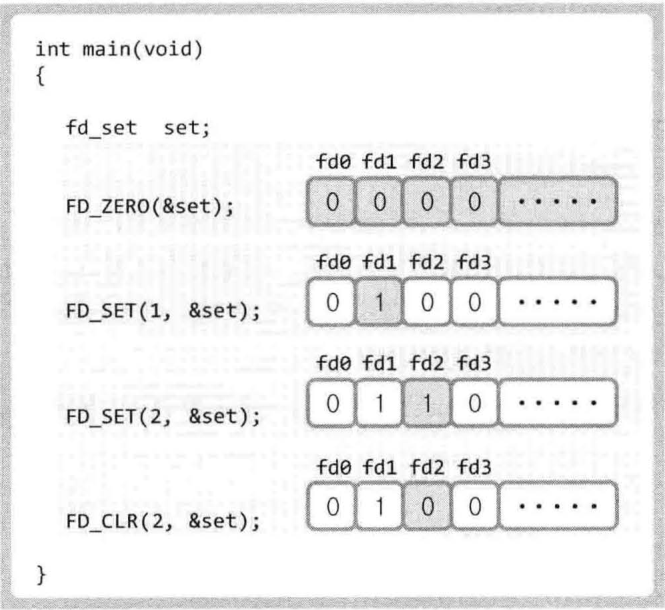 int main(void)
{
fd_set set;
fd0 fd1 fd2 fd3
FD_ZERO(&set); 0 0 0 0 ·····
fd0 fd1 fd2 fd3
FD_SET(1, &set); 0 1 0 0 ·····
fd0 fd1 fd2 fd3
FD_SET(2, &set); 0 1 1 0 ·····
fd0 fd1 fd2 fd3
FD_CLR(2, &set); 0 1 0 0 ·····
}